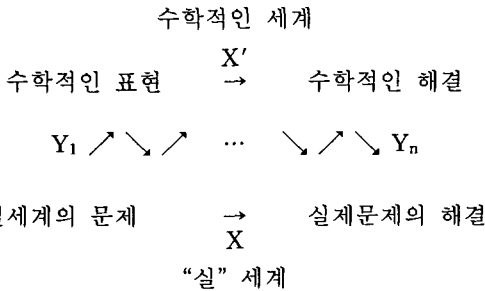 수학적인 세계
X′
수학적인 표현 → 수학적인 해결
Y₁ ↗ ↘ ↗ ⋯ ↘ ↗ ↘ Yₙ
세계의 문제 → 실제문제의 해결
X
“실” 세계